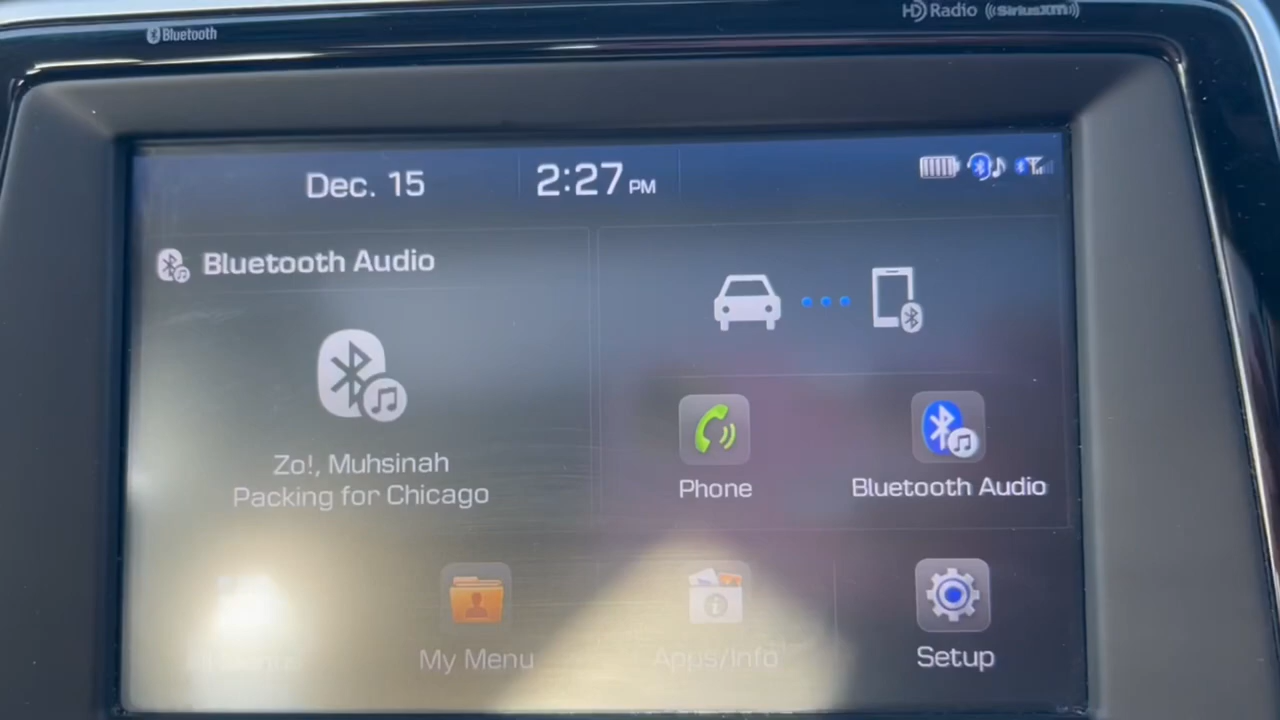 Bluetooth
HD Radio ((SiriusXM))
Dec. 15
2:27 PM
Bluetooth Audio
Zo!, Muhsinah
Packing for Chicago
Phone
Bluetooth Audio
My Menu
Apps/Info
Setup